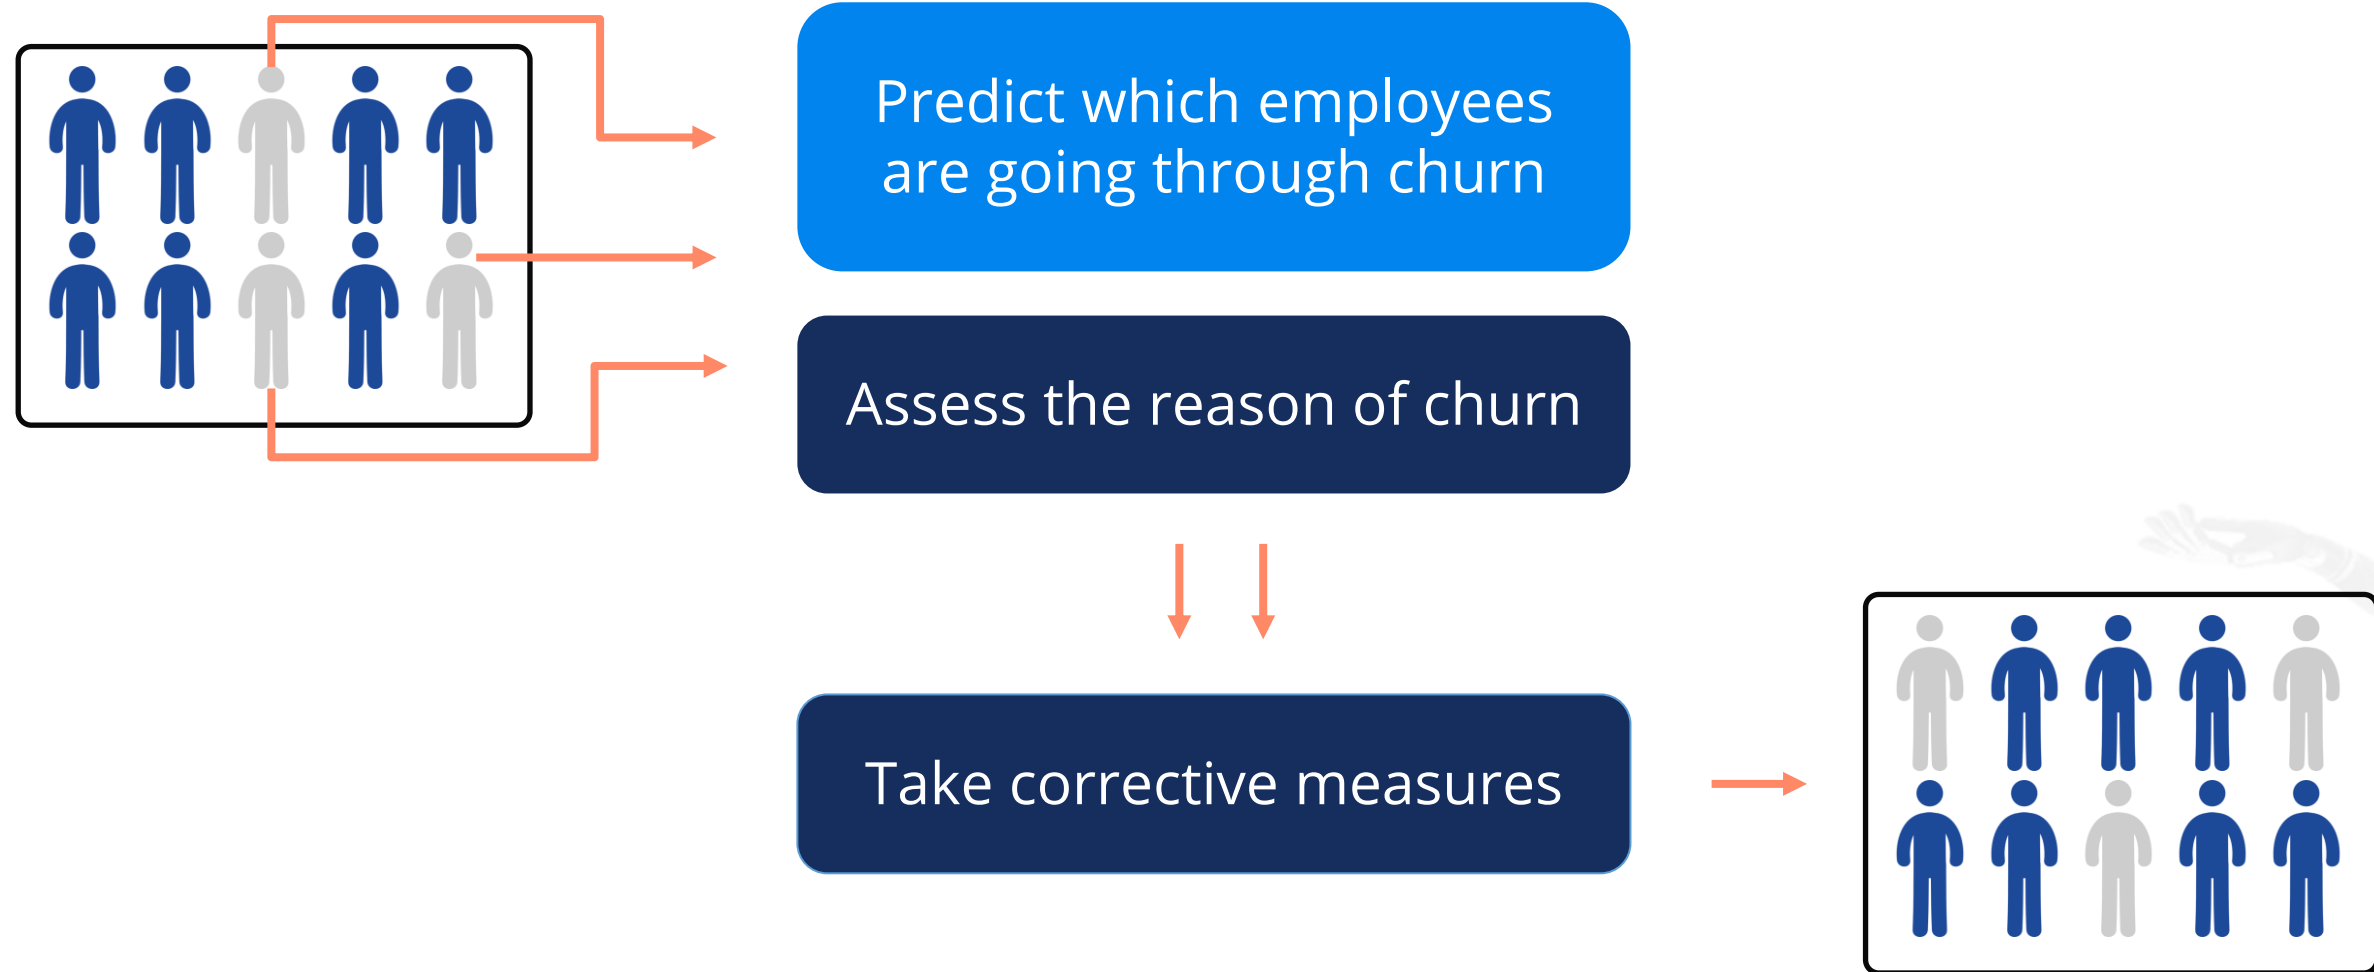 Predict which employees
are going through churn
Assess the reason of churn
Take corrective measures